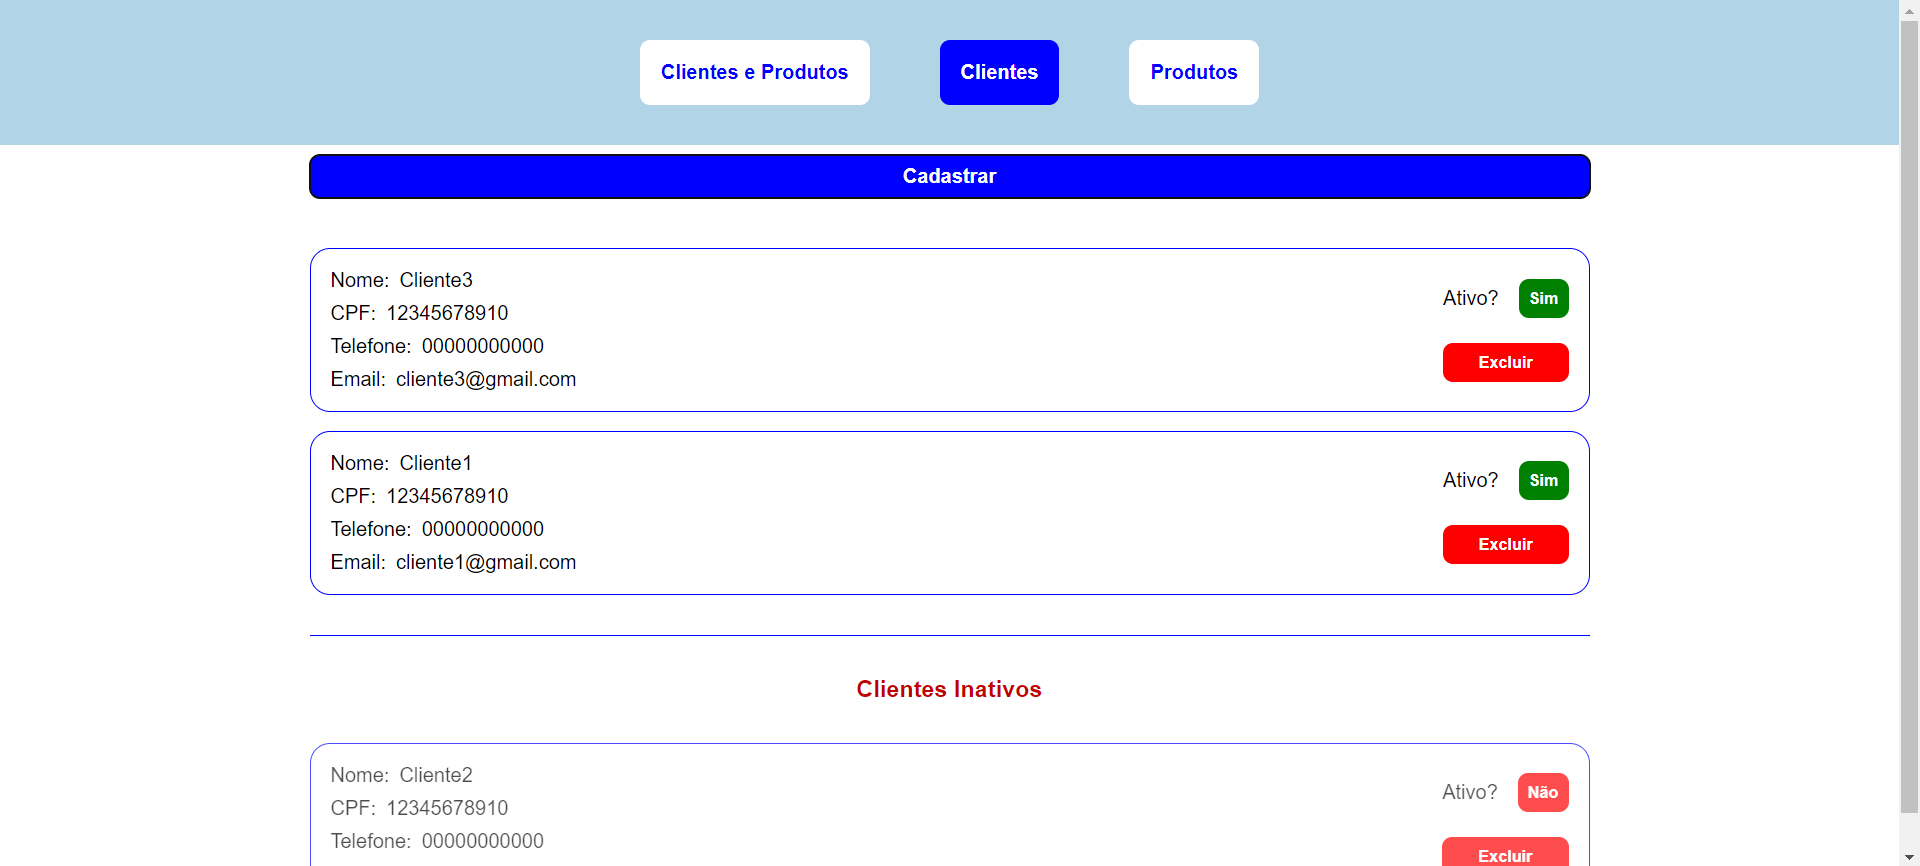 Clientes e Produtos Clientes Produtos
Cadastrar
Nome: Cliente3
CPF: 12345678910
Telefone: 00000000000
Email: cliente3@gmail.com
Ativo? Sim
Excluir
Nome: Cliente1
CPF: 12345678910
Telefone: 00000000000
Email: cliente1@gmail.com
Ativo? Sim
Excluir
Clientes Inativos
Nome: Cliente2
CPF: 12345678910
Telefone: 00000000000
Ativo? Não
Excluir